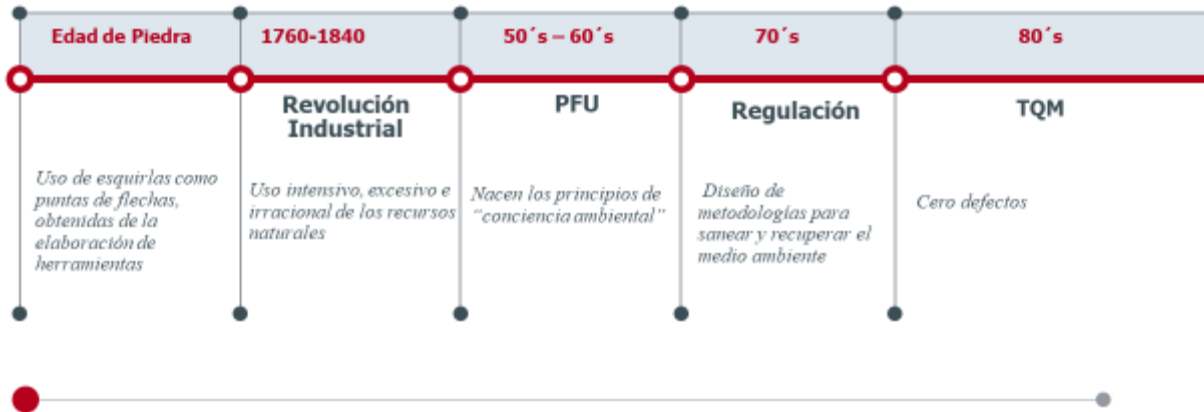 Edad de Piedra
1760-1840
50´s – 60´s
70´s
80´s
Revolución
Industrial
PFU
Regulación
TQM
Uso de esquirlas como
puntas de flechas,
obtenidas de la
elaboración de
herramientas
Uso intensivo, excesivo e
irracional de los recursos
naturales
Nacen los principios de
“conciencia ambiental”
Diseño de
metodologías para
sanear y recuperar el
medio ambiente
Cero defectos